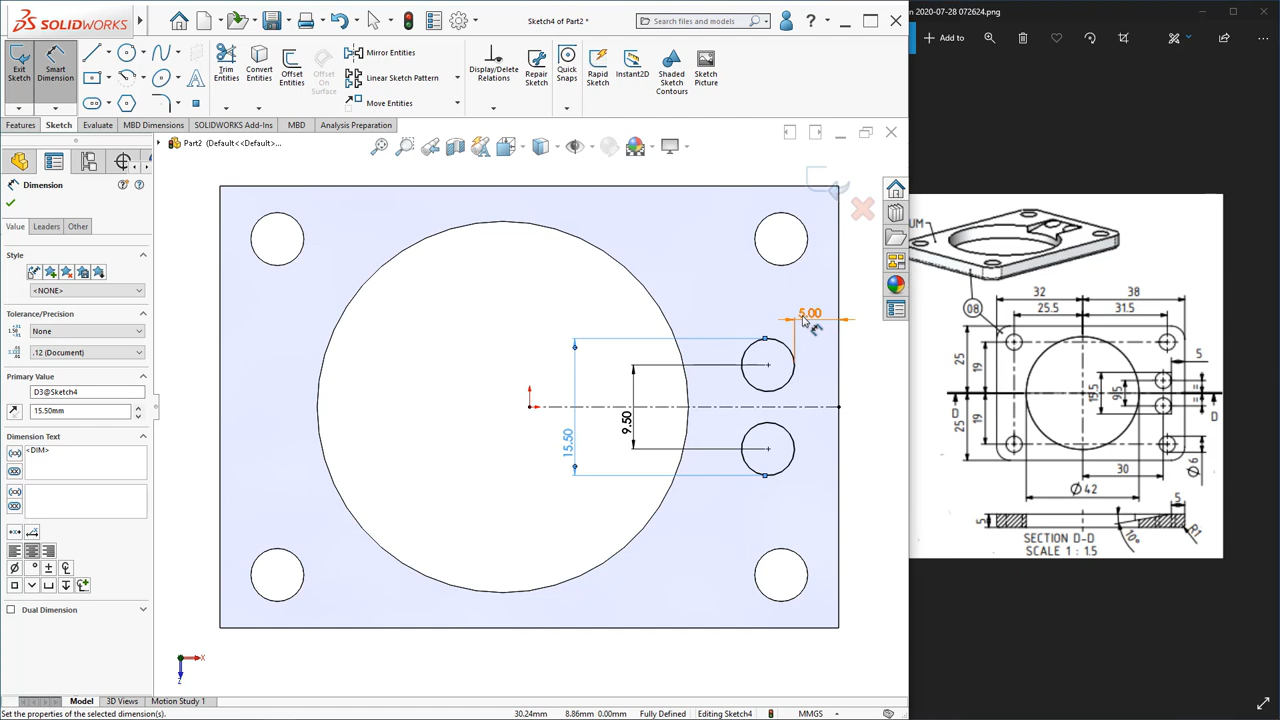 SOLIDWORKS
Sketch4 of Part2 *
Search files and models
n 2020-07-28 072624.png
Exit Sketch
Smart Dimension
Trim Entities
Convert Entities
Offset Entities
Offset On Surface
Mirror Entities
Linear Sketch Pattern
Move Entities
Display/Delete Relations
Repair Sketch
Quick Snaps
Rapid Sketch
Instant2D
Shaded Sketch Contours
Sketch Picture
Add to
Features
Sketch
Evaluate
MBD Dimensions
SOLIDWORKS Add-Ins
MBD
Analysis Preparation
Part2 (Default<<Default>...
Dimension
Value
Leaders
Other
Style
<NONE>
Tolerance/Precision
None
.12 (Document)
Primary Value
D3@Sketch4
15.50mm
Dimension Text
<DIM>
Dual Dimension
5.00
9.50
15.50
X
Z
UM
08
32
38
25.5
31.5
25
19
5
15.5
9.5
=
=
D
D
25
19
30
Ø6
Ø42
5
5
10°
R1
SECTION D-D
SCALE 1 : 1.5
Model
3D Views
Motion Study 1
Set the properties of the selected dimension(s).
30.24mm
8.86mm 0.00mm
Fully Defined
Editing Sketch4
MMGS